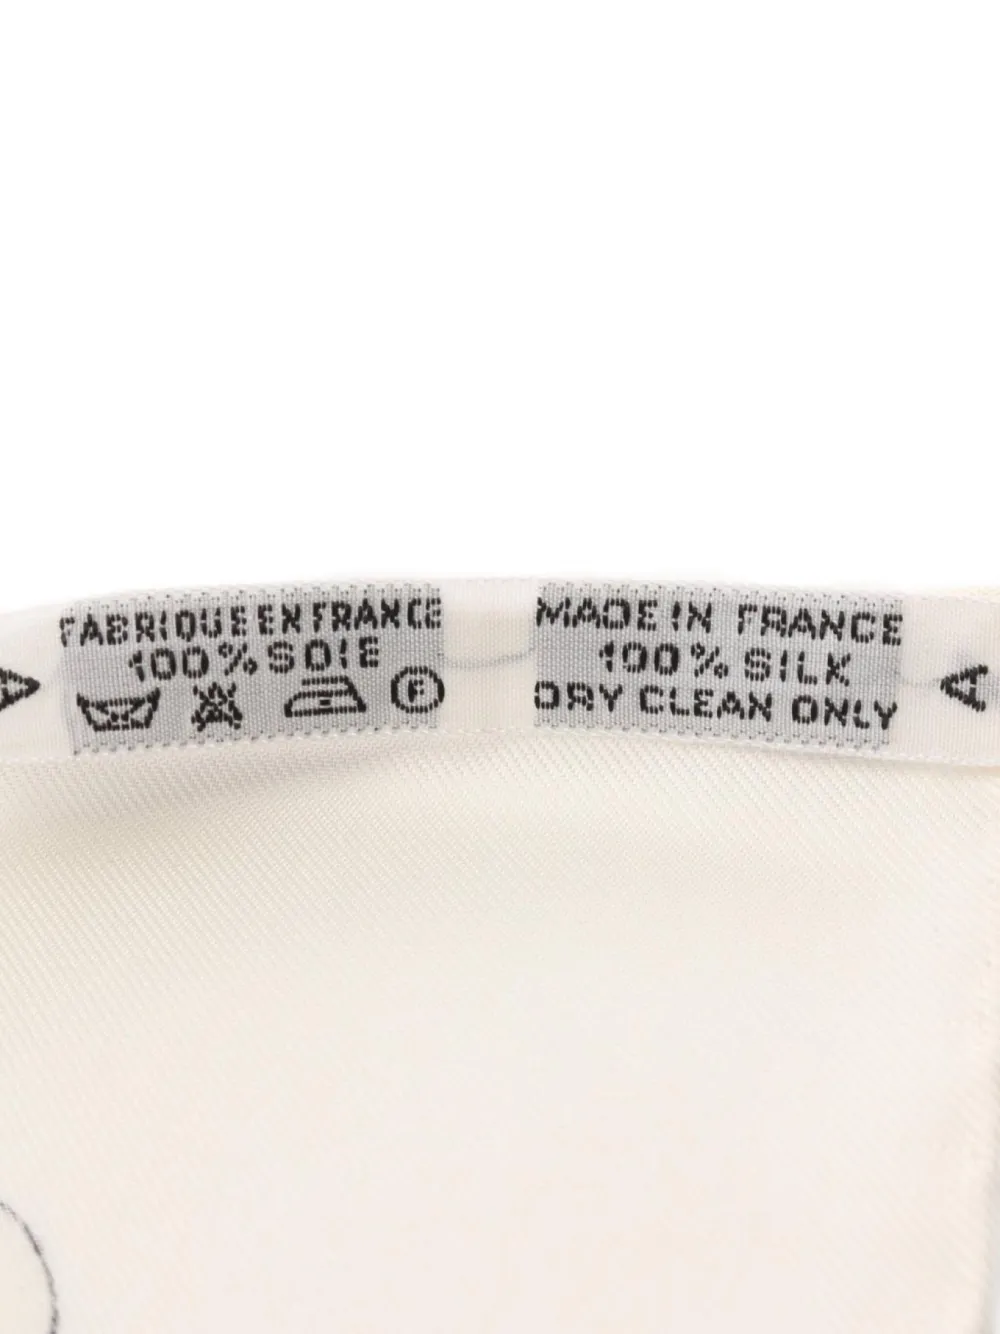 FABRIQUE EN FRANCE
100% SOIE
F
MADE IN FRANCE
100% SILK
DRY CLEAN ONLY
A